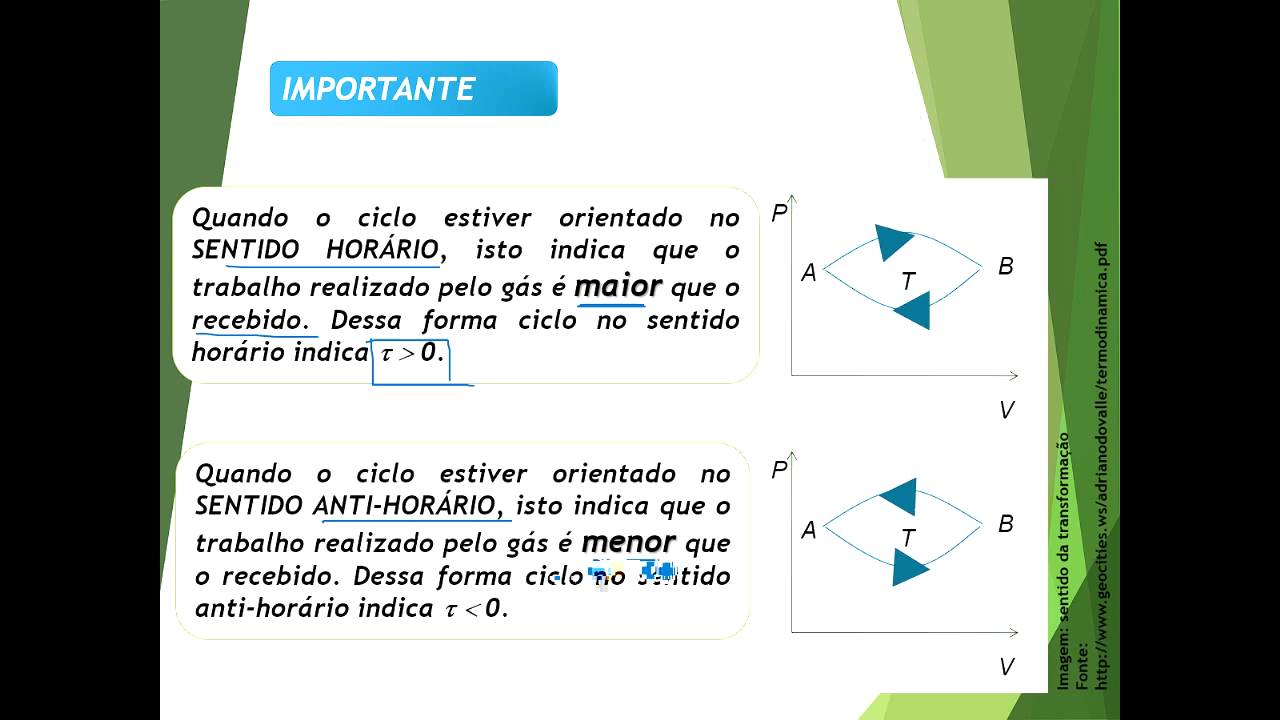 IMPORTANTE
Quando o ciclo estiver orientado no
SENTIDO HORÁRIO, isto indica que o
trabalho realizado pelo gás é maior que o
recebido. Dessa forma ciclo no sentido
horário indica τ > 0.
P
A
T
B
V
Quando o ciclo estiver orientado no
SENTIDO ANTI-HORÁRIO, isto indica que o
trabalho realizado pelo gás é menor que
o recebido. Dessa forma ciclo no sentido
anti-horário indica τ < 0.
P
A
T
B
V
Imagem: sentido da transformação
Fonte:
http://www.geocities.ws/adrianodovalle/termodinamica.pdf